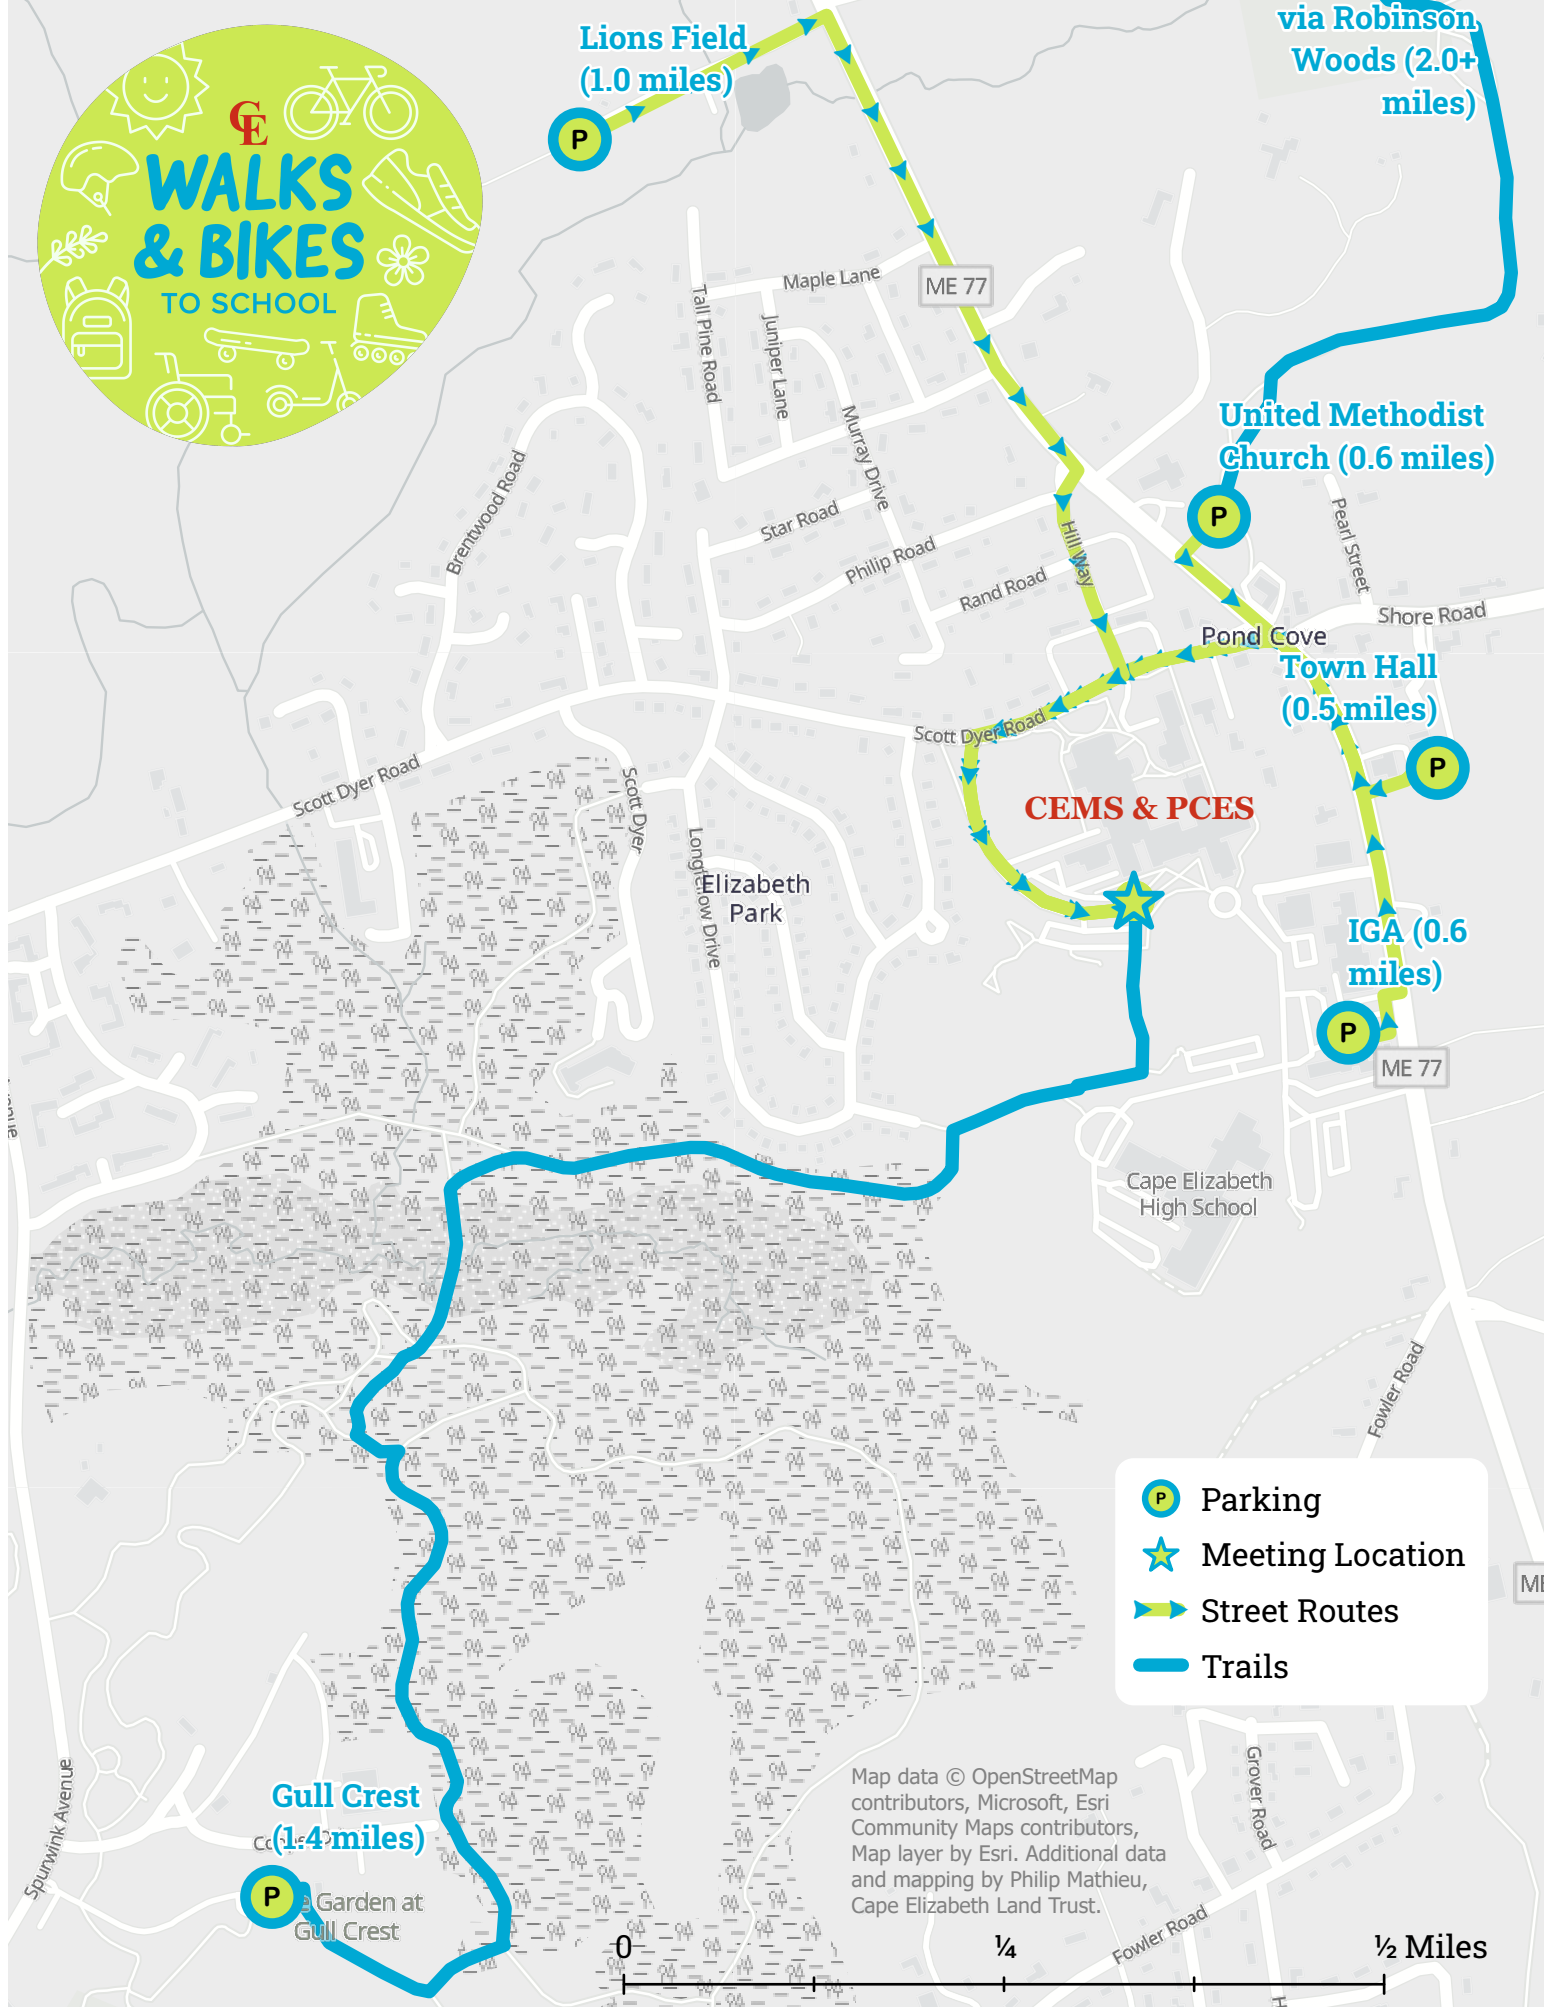 via Robinson
Woods (2.0+
miles)
Lions Field
(1.0 miles)
P
CE
WALKS
& BIKES
TO SCHOOL
Maple Lane
ME 77
Tall Pine Road
Juniper Lane
Murray Drive
United Methodist
Church (0.6 miles)
P
Brentwood Road
Star Road
Philip Road
Rand Road
Hill Way
Pearl Street
Shore Road
Pond Cove
Town Hall
(0.5 miles)
P
Scott Dyer Road
Scott Dyer Road
Scott Dyer
CEMS & PCES
Longfellow Drive
Elizabeth
Park
IGA (0.6
miles)
P
ME 77
Cape Elizabeth
High School
Fowler Road
P
Parking
Meeting Location
Street Routes
Trails
Grover Road
Spurwink Avenue
Gull Crest
(1.4 miles)
P
Garden at
Gull Crest
Map data © OpenStreetMap
contributors, Microsoft, Esri
Community Maps contributors,
Map layer by Esri. Additional data
and mapping by Philip Mathieu,
Cape Elizabeth Land Trust.
Fowler Road
0 ¼ ½ Miles